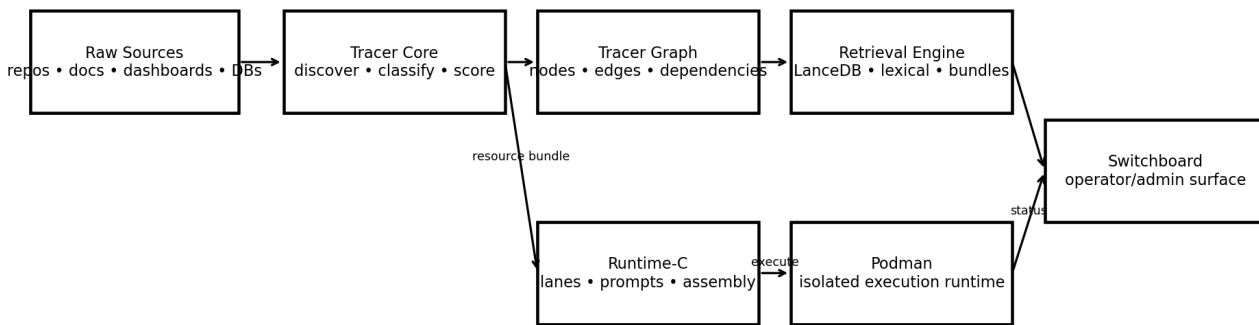 Raw Sources
repos • docs • dashboards • DBs
Tracer Core
discover • classify • score
Tracer Graph
nodes • edges • dependencies
Retrieval Engine
LanceDB • lexical • bundles
Switchboard
operator/admin surface
resource bundle
status
Runtime-C
lanes • prompts • assembly
execute
Podman
isolated execution runtime